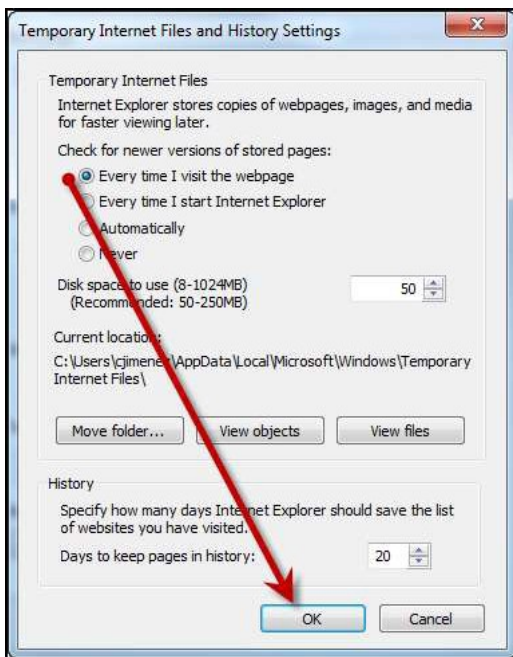 Temporary Internet Files and History Settings
Temporary Internet Files
Internet Explorer stores copies of webpages, images, and media
for faster viewing later.
Check for newer versions of stored pages:
Every time I visit the webpage
Every time I start Internet Explorer
Automatically
Never
Disk space to use (8-1024MB) 50
(Recommended: 50-250MB)
Current location:
C:\Users\cjimenez\AppData\Local\Microsoft\Windows\Temporary
Internet Files\
Move folder... View objects View files
History
Specify how many days Internet Explorer should save the list
of websites you have visited.
Days to keep pages in history: 20
OK Cancel